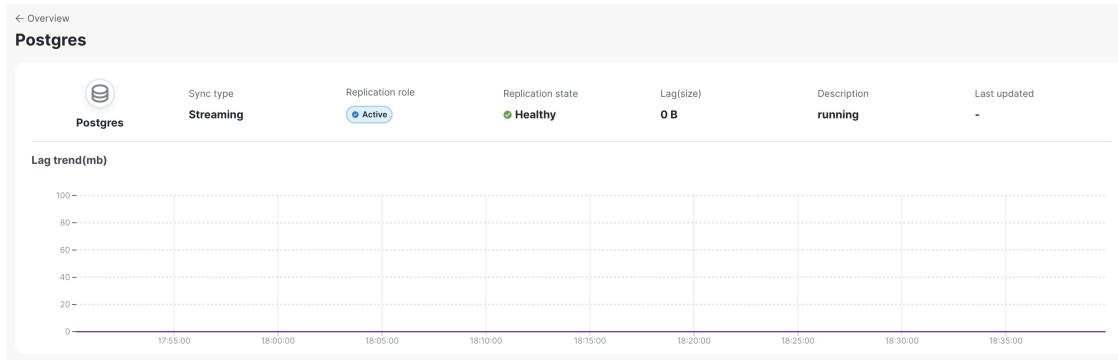 ← Overview
Postgres
Postgres
Sync type
Streaming
Replication role
Active
Replication state
Healthy
Lag(size)
0 B
Description
running
Last updated
-
Lag trend(mb)
100
80
60
40
20
0
17:55:00 18:00:00 18:05:00 18:10:00 18:15:00 18:20:00 18:25:00 18:30:00 18:35:00